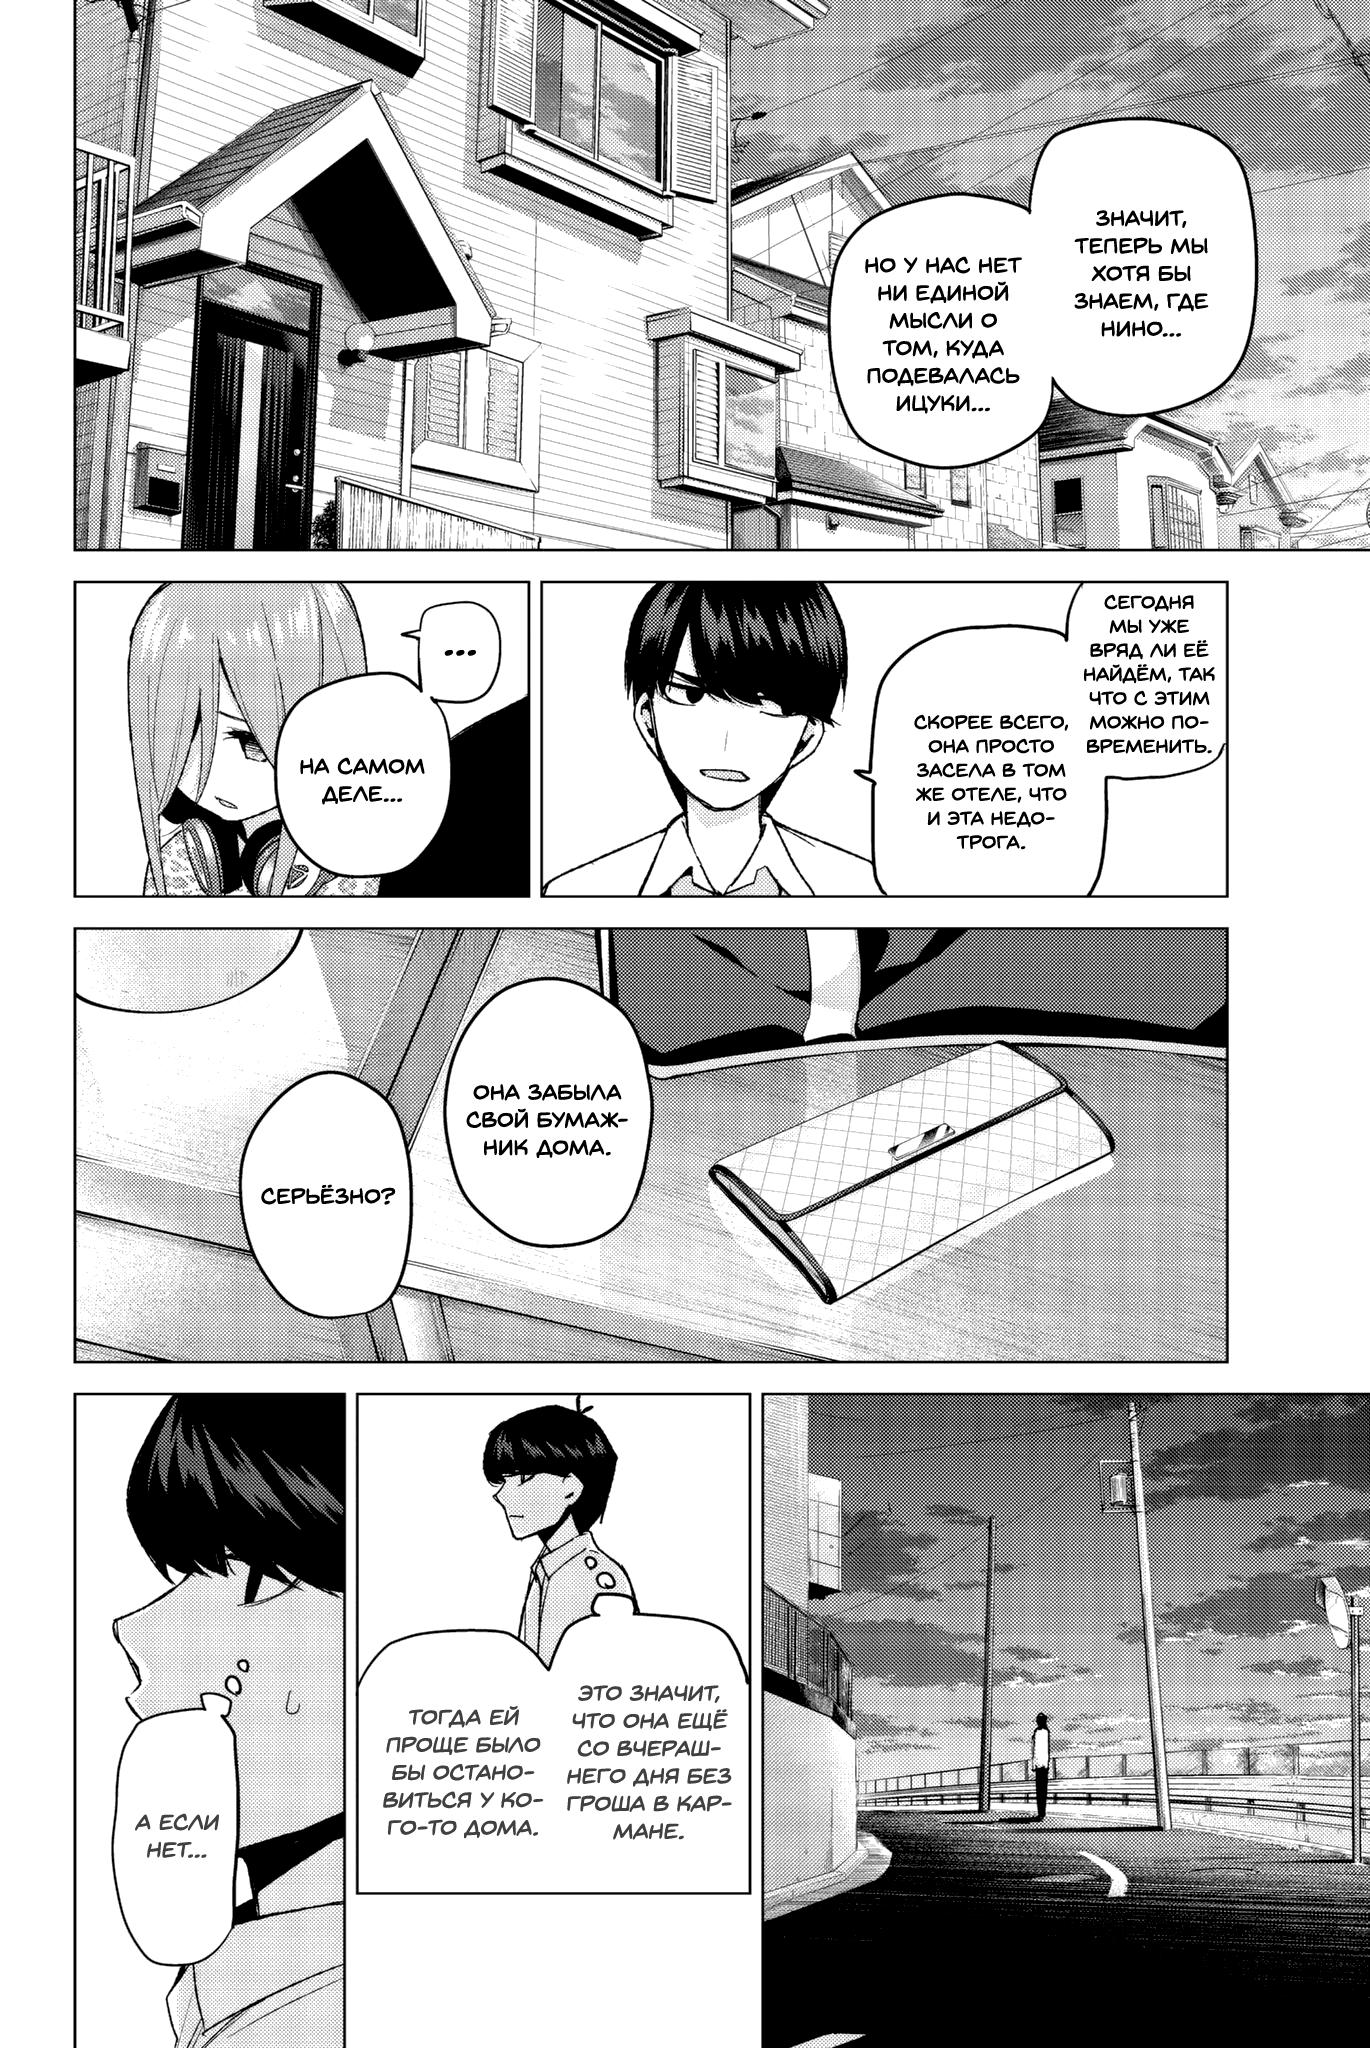 ЗНАЧИТ,
ТЕПЕРЬ МЫ
ХОТЯ БЫ
ЗНАЕМ, ГДЕ
НИНО...
НО У НАС НЕТ
НИ ЕДИНОЙ
МЫСЛИ О
ТОМ, КУДА
ПОДЕВАЛАСЬ
ИЦУКИ...
СЕГОДНЯ
МЫ УЖЕ
ВРЯД ЛИ ЕЁ
НАЙДЁМ, ТАК
ЧТО С ЭТИМ
МОЖНО ПО-
ВРЕМЕНИТЬ.
СКОРЕЕ ВСЕГО,
ОНА ПРОСТО
ЗАСЕЛА В ТОМ
ЖЕ ОТЕЛЕ, ЧТО
И ЭТА НЕДО-
ТРОГА.
...
НА САМОМ
ДЕЛЕ...
ОНА ЗАБЫЛА
СВОЙ БУМАЖ-
НИК ДОМА.
СЕРЬЁЗНО?
ЭТО ЗНАЧИТ,
ЧТО ОНА ЕЩЁ
СО ВЧЕРАШ-
НЕГО ДНЯ БЕЗ
ГРОША В КАР-
МАНЕ.
ТОГДА ЕЙ
ПРОЩЕ БЫЛО
БЫ ОСТАНО-
ВИТЬСЯ У КО-
ГО-ТО ДОМА.
А ЕСЛИ
НЕТ...